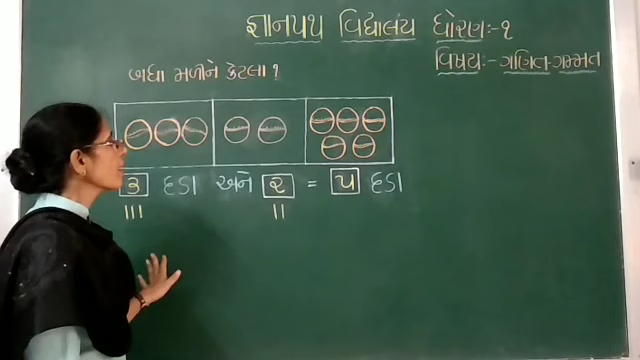 જ્ઞાનપથ વિદ્યાલય ધોરણ:-૧
વિષય:-ગણિત-ગમ્મત
બધા મળીને કેટલા ?
૩ દડા અને ૨ = ૫ દડા
||| ||